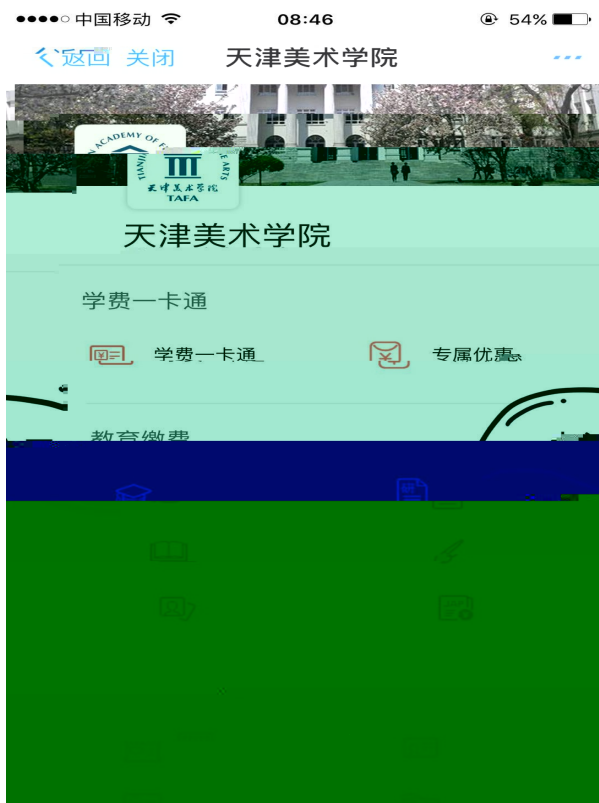 中国移动 08:46 54%
返回 关闭 天津美术学院
ACADEMY OF
天津美术学院
TAFA
天津美术学院
学费一卡通
学费一卡通 专属优惠
教育缴费